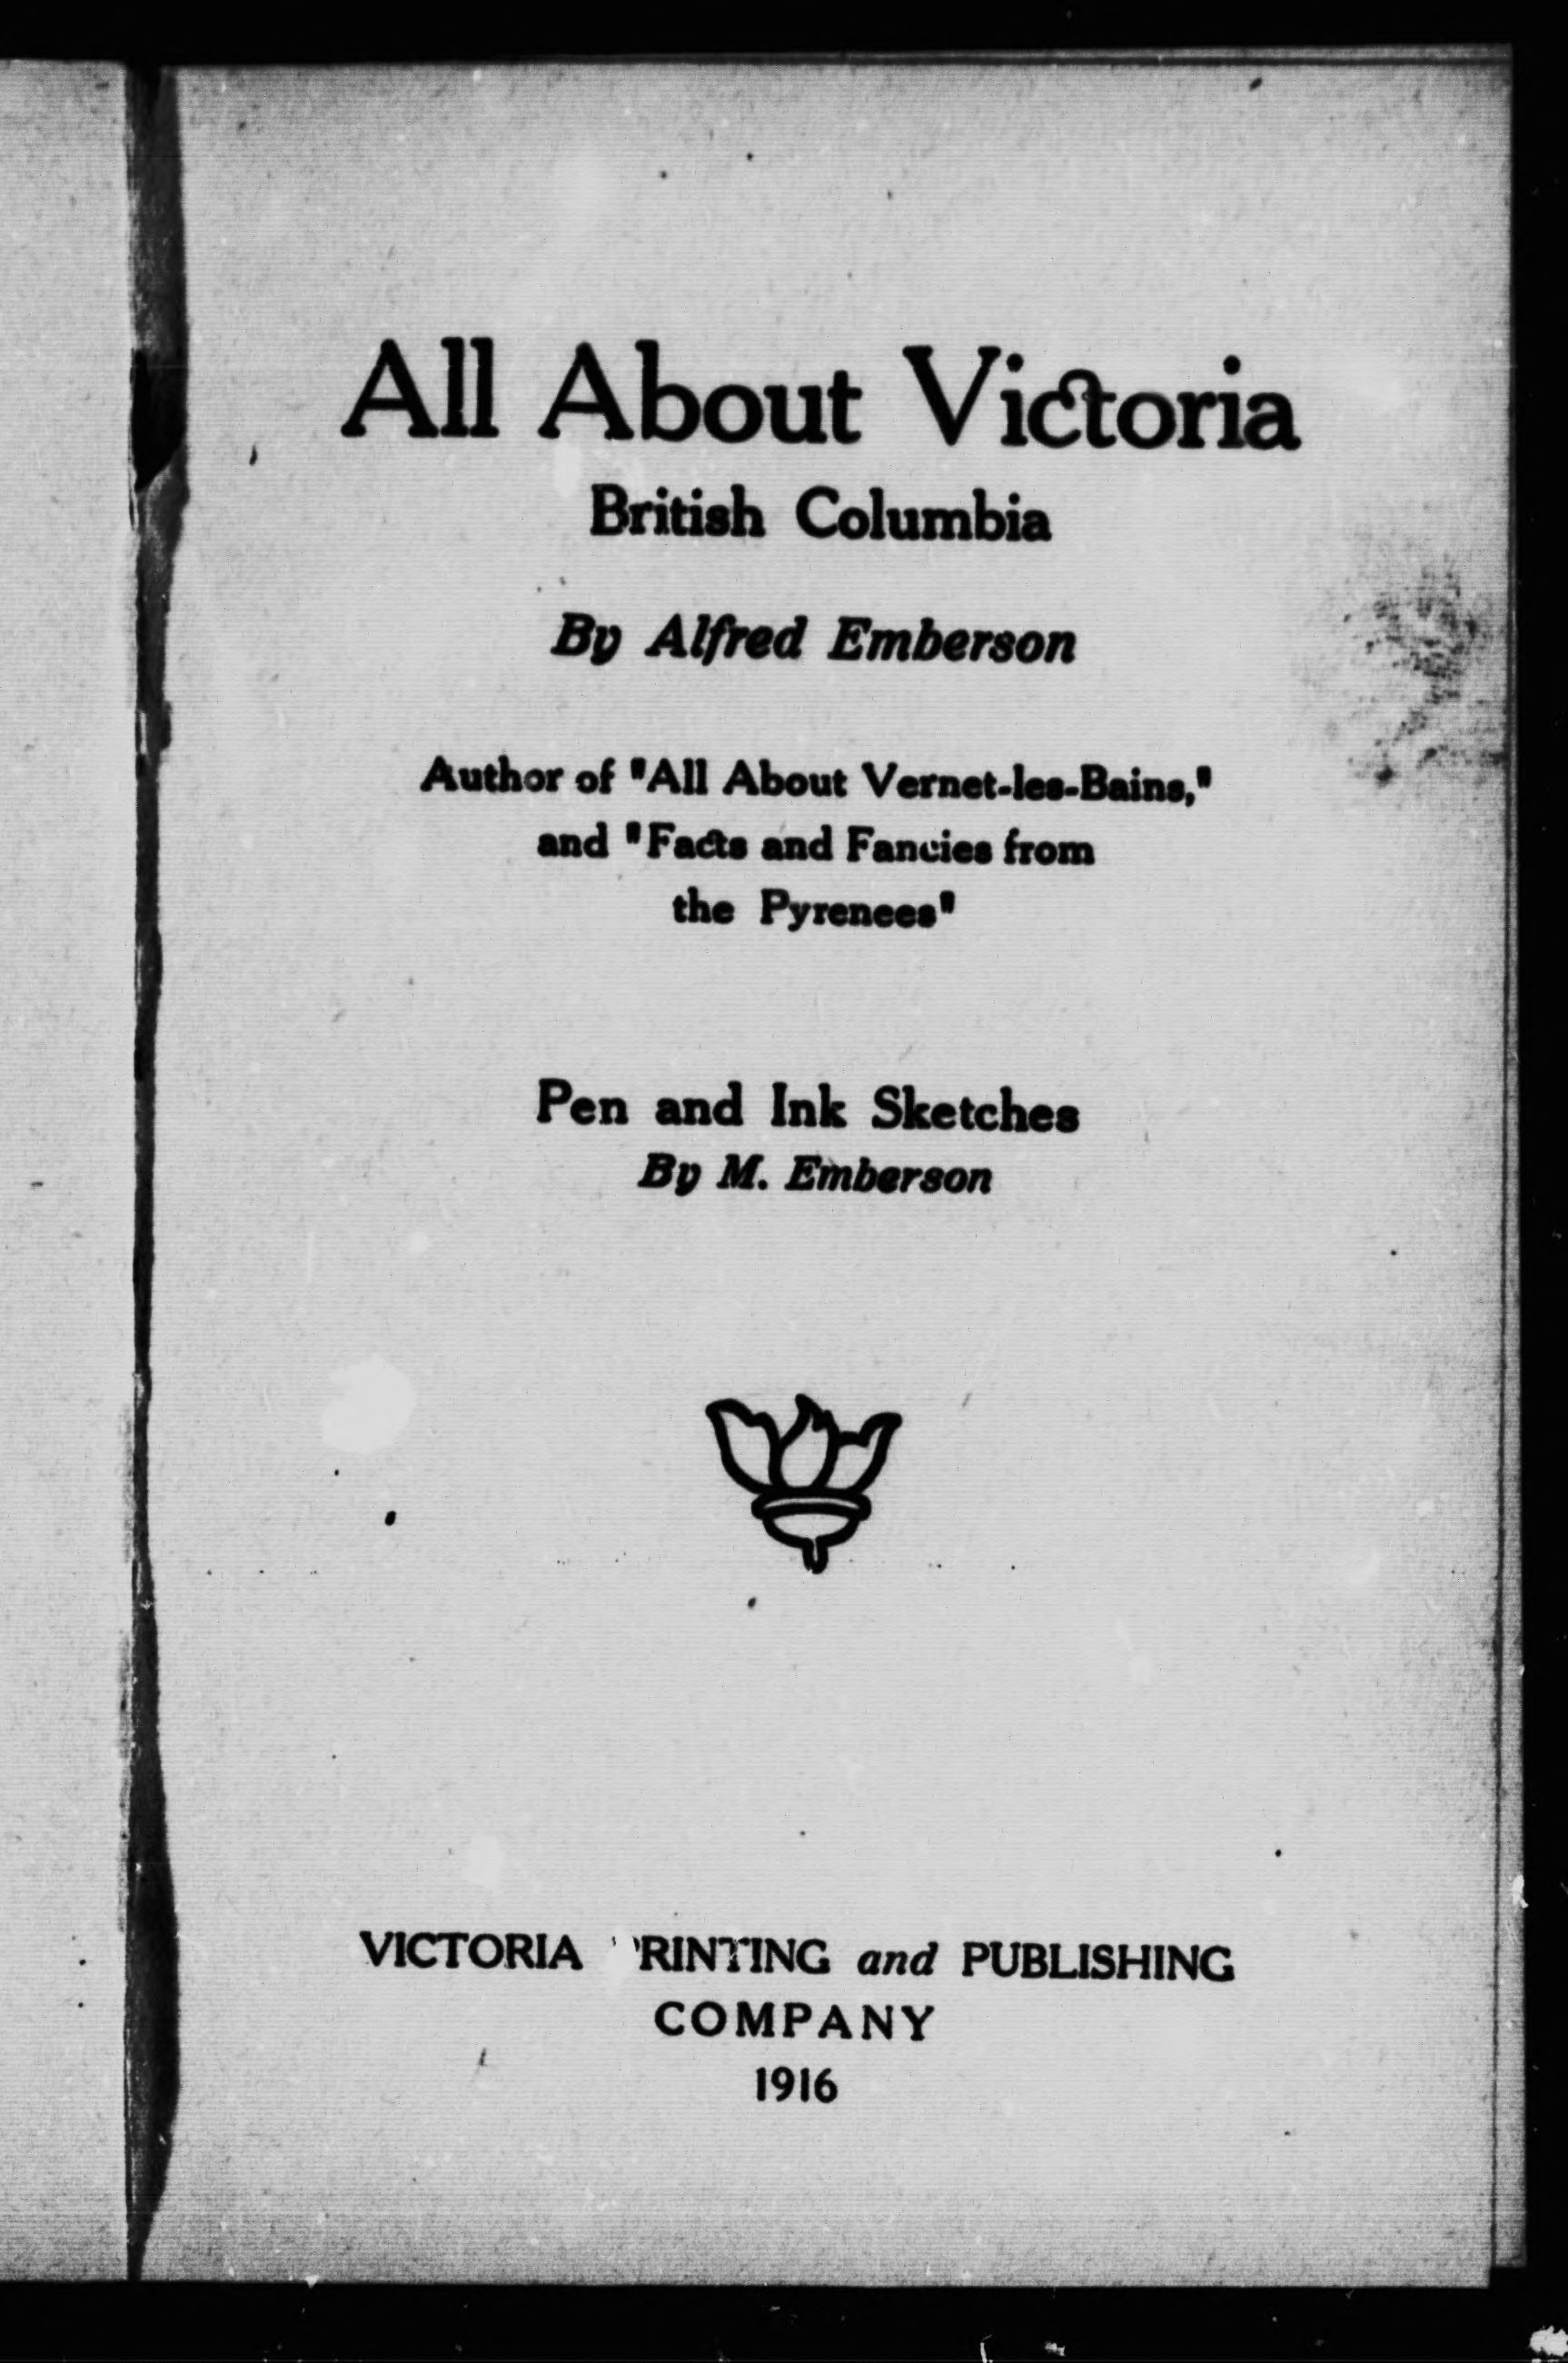 All About Victoria
British Columbia
By Alfred Emberson
Author of "All About Vernet-les-Bains,"
and "Facts and Fancies from
the Pyrenees"
Pen and Ink Sketches
By M. Emberson
VICTORIA PRINTING and PUBLISHING
COMPANY
1916